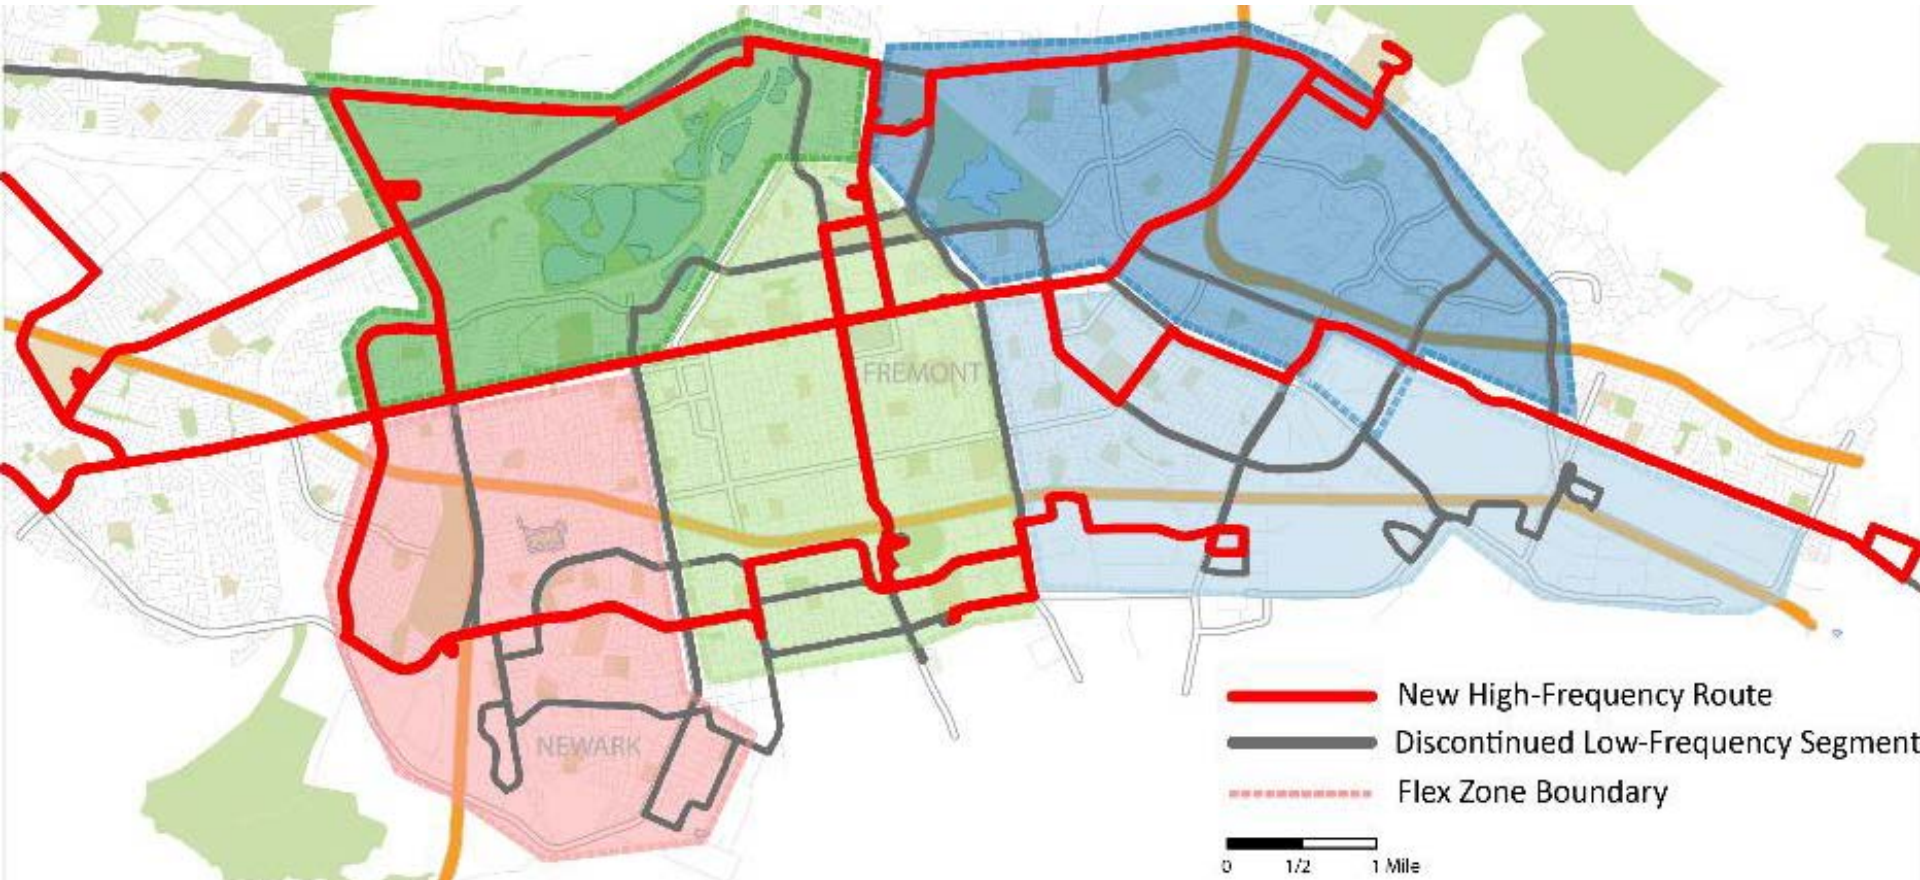 FREMONT
NEWARK
New High-Frequency Route
Discontinued Low-Frequency Segment
Flex Zone Boundary
0 1/2 1 Mile